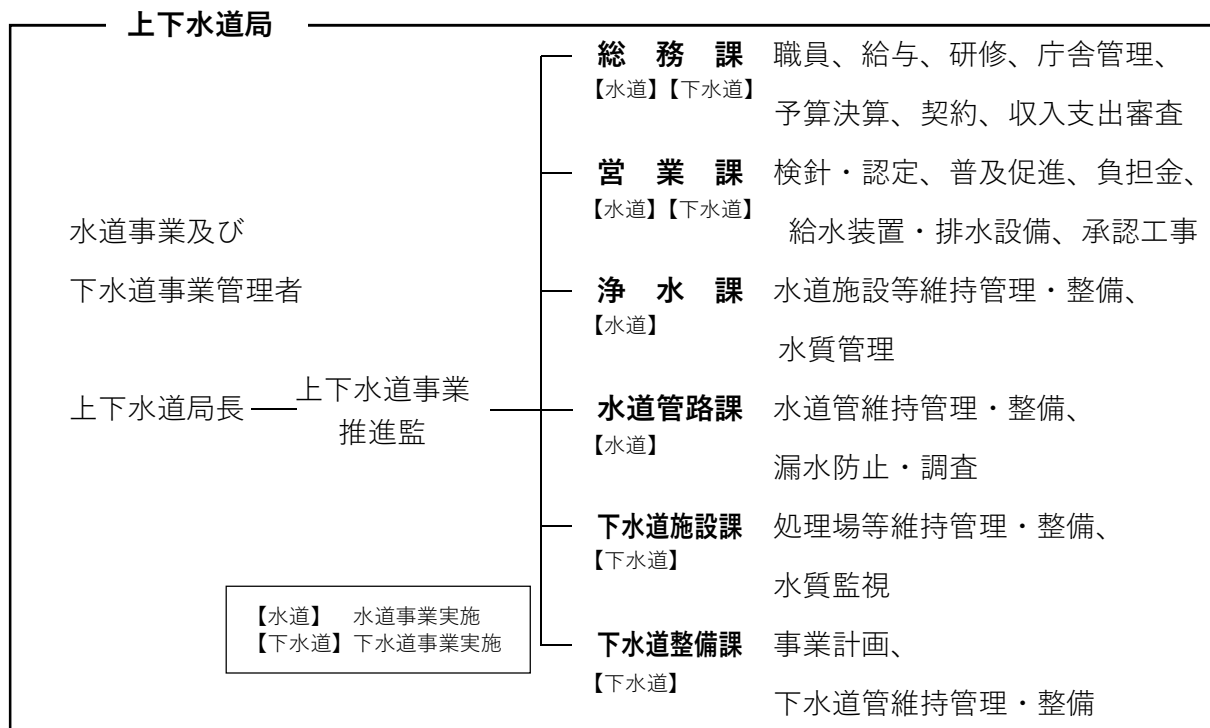 上下水道局
水道事業及び
下水道事業管理者
上下水道局長
上下水道事業
推進監
総務課 職員、給与、研修、庁舎管理、
【水道】【下水道】
予算決算、契約、収入支出審査
営業課 検針・認定、普及促進、負担金、
【水道】【下水道】
給水装置・排水設備、承認工事
浄水課 水道施設等維持管理・整備、
【水道】
水質管理
水道管路課 水道管維持管理・整備、
【水道】
漏水防止・調査
下水道施設課 処理場等維持管理・整備、
【下水道】
水質監視
下水道整備課 事業計画、
【下水道】
下水道管維持管理・整備
【水道】 水道事業実施
【下水道】下水道事業実施